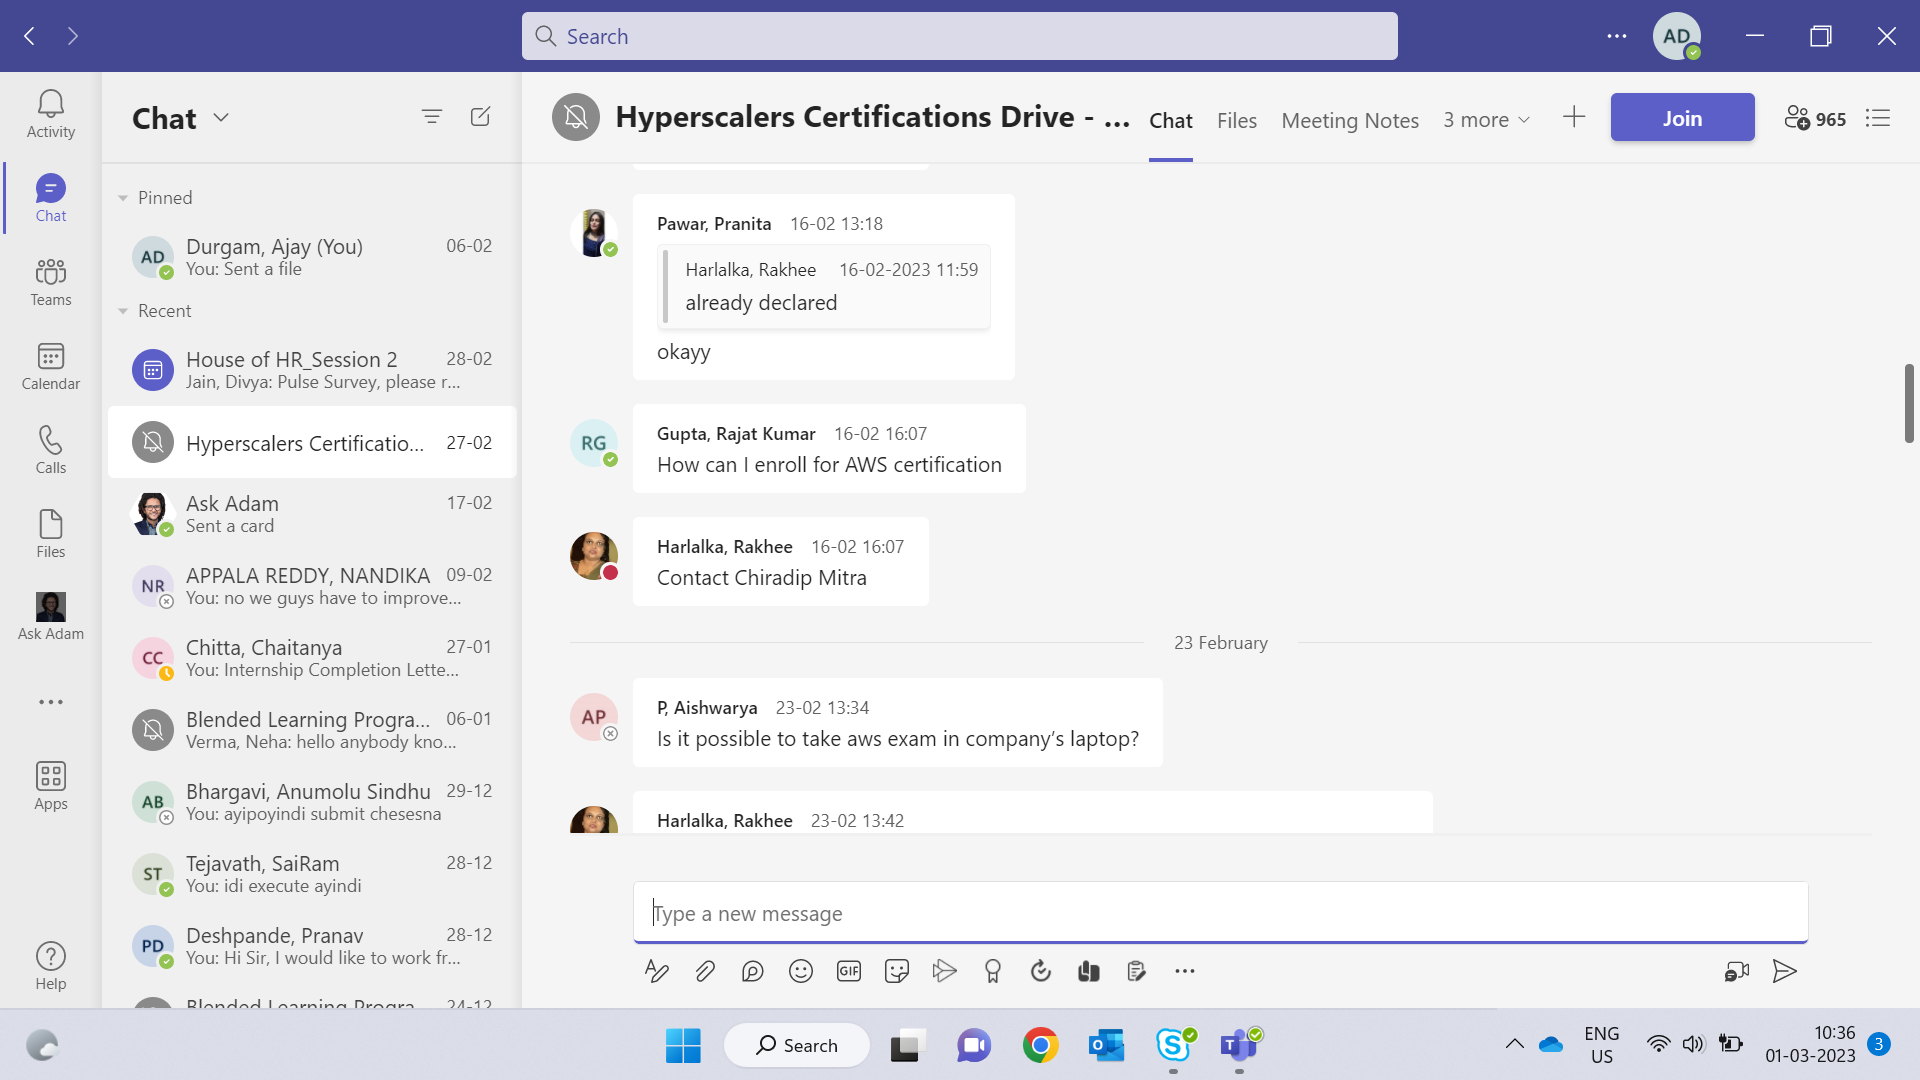 Search
AD
Activity
Chat
Teams
Calendar
Calls
Files
Ask Adam
Apps
Help
Chat
Pinned
AD
Durgam, Ajay (You)
06-02
You: Sent a file
Recent
House of HR_Session 2
28-02
Jain, Divya: Pulse Survey, please r...
Hyperscalers Certificatio...
27-02
Ask Adam
17-02
Sent a card
NR
APPALA REDDY, NANDIKA
09-02
You: no we guys have to improve...
CC
Chitta, Chaitanya
27-01
You: Internship Completion Lette...
Blended Learning Progra...
06-01
Verma, Neha: hello anybody kno...
AB
Bhargavi, Anumolu Sindhu
29-12
You: ayipoyindi submit chesesna
ST
Tejavath, SaiRam
28-12
You: idi execute ayindi
PD
Deshpande, Pranav
28-12
You: Hi Sir, I would like to work fr...
Blended Learning Progra...
24-12
Hyperscalers Certifications Drive - ...
Chat
Files
Meeting Notes
3 more
Join
965
Pawar, Pranita 16-02 13:18
Harlalka, Rakhee 16-02-2023 11:59
already declared
okayy
RG
Gupta, Rajat Kumar 16-02 16:07
How can I enroll for AWS certification
Harlalka, Rakhee 16-02 16:07
Contact Chiradip Mitra
23 February
AP
P, Aishwarya 23-02 13:34
Is it possible to take aws exam in company’s laptop?
Harlalka, Rakhee 23-02 13:42
Type a new message
GIF
Search
ENG
US
10:36
01-03-2023
3